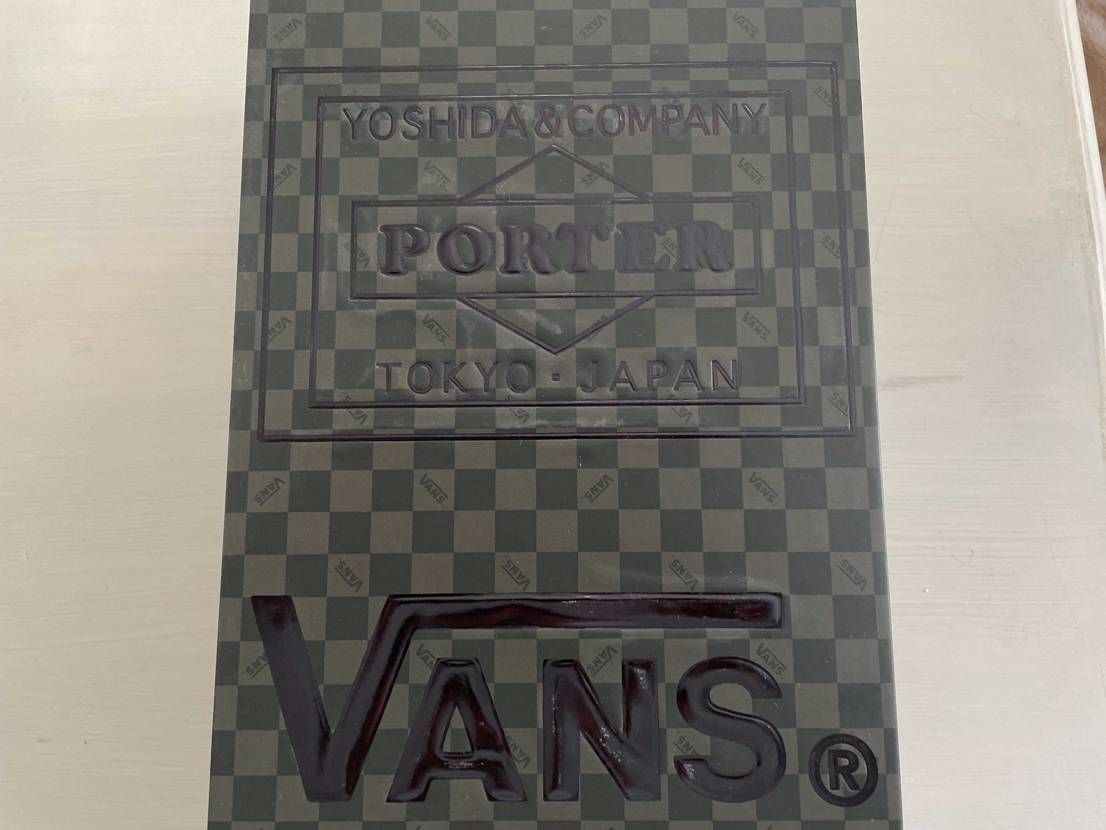 YOSHIDA & COMPANY
PORTER
TOKYO · JAPAN
VANS®